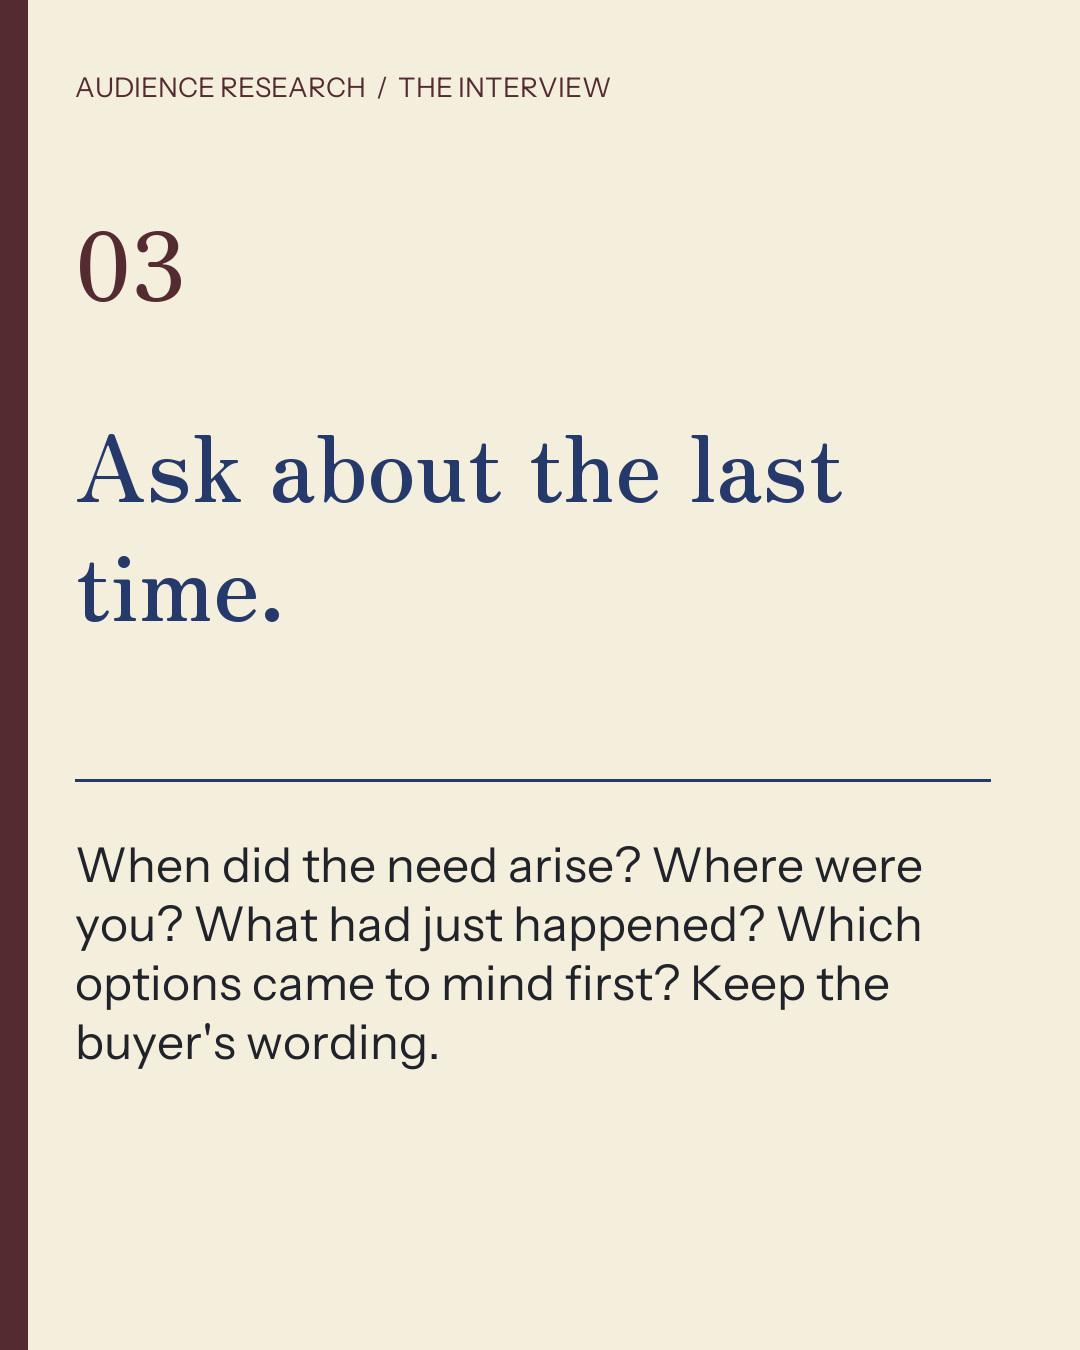 AUDIENCE RESEARCH / THE INTERVIEW
03
Ask about the last
time.
When did the need arise? Where were
you? What had just happened? Which
options came to mind first? Keep the
buyer's wording.